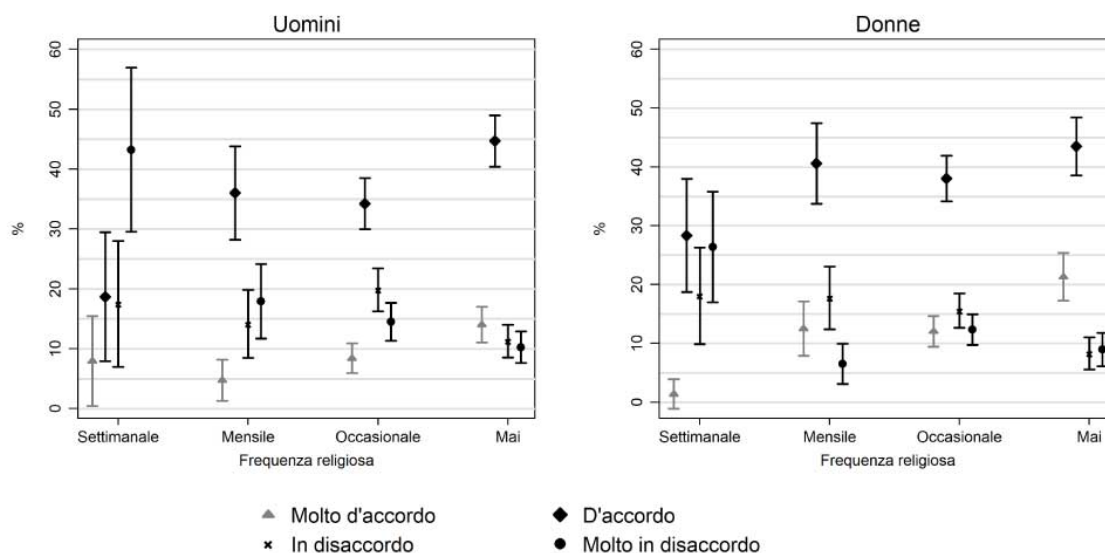 Uomini
60
50
40
30
20
10
0
%
Settimanale Mensile Occasionale Mai
Frequenza religiosa
Donne
60
50
40
30
20
10
0
%
Settimanale Mensile Occasionale Mai
Frequenza religiosa
Molto d'accordo D'accordo
In disaccordo Molto in disaccordo